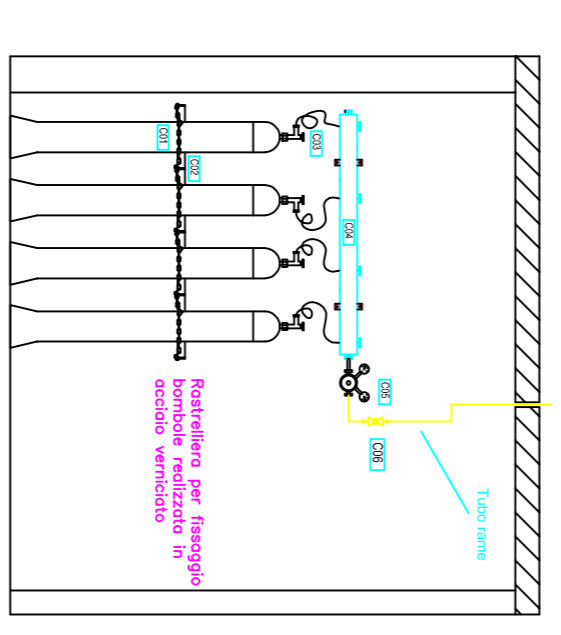 C01
C02
C03
C04
C05
C06
Tubo rame
Rastrelliera per fissaggio
bombole realizzata in
acciaio verniciato